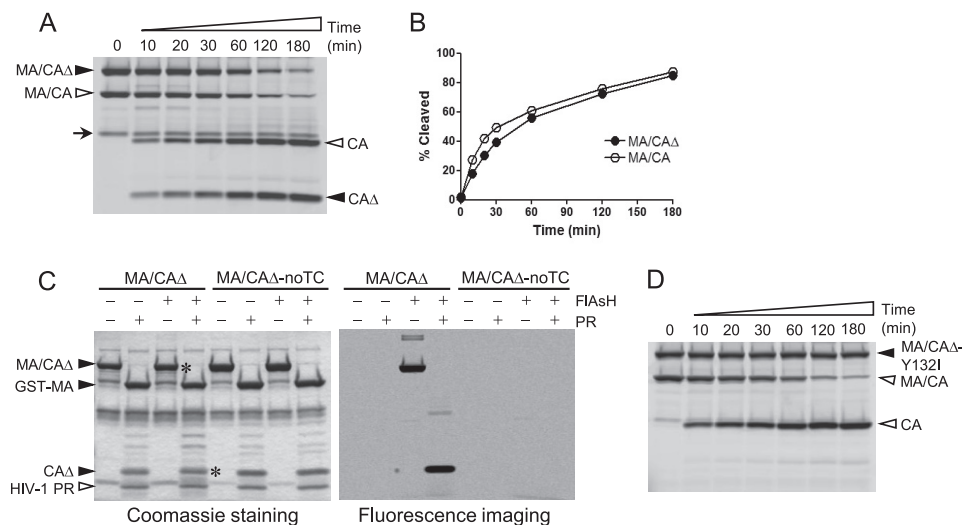 A
Time
(min)
0 10 20 30 60 120 180
MA/CAΔ
MA/CA
CA
CAΔ
B
% Cleaved
100
80
60
40
20
0
0 30 60 90 120 150 180
Time (min)
MA/CAΔ
MA/CA
C
MA/CAΔ MA/CAΔ-noTC MA/CAΔ MA/CAΔ-noTC
– – + + – – + + – – + + – – + + FlAsH
– + – + – + – + – + – + – + – + PR
MA/CAΔ
*
GST-MA
CAΔ
*
HIV-1 PR
Coomassie staining Fluorescence imaging
D
Time
(min)
0 10 20 30 60 120 180
MA/CAΔ-
Y132I
MA/CA
CA